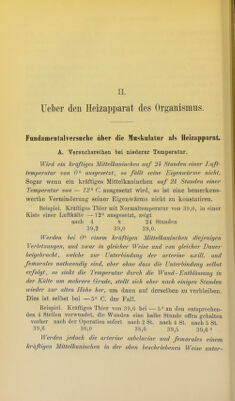 II.
Ueber den Heizapparat des Organismus.
Fundamentalversuche über die Muskulatur als Heizapparat.
A. Versuchsreihen bei niederer Temperatur.
Wird ein kräftiges Mittelkaninchen auf 24 Stunden einer Luft-
temperatur von 0° ausgesetzt, so fällt seine Eigenwärme nicht.
Sogar wenn ein kräftiges Mittelkaninchen auf 24 Stunden einer
Temperatur von — 12° C. ausgesetzt wird, so ist eine bemerkens-
werthe Verminderung seiner Eigenwärme nicht zu konstatiren.
Beispiel. Kräftiges Thier mit Normaltemperatur von 39,0, in einer
Kiste einer Luftkälte —12° ausgesetzt, zeigt
nach 4 8 24 Stunden
39,2 39,0 39,0.
Werden bei 0° einem kräftigen Mittelkaninchen diejenigen
Verletzungen, und zwar in gleicher Weise und von gleicher Dauer
beigebracht, welche zur Unterbindung der arteriae axill. und
femorales nothwendig sind, ohne dass die Unterbindung selbst
erfolgt, so sinkt die Temperatur durch die Wund-Entblössung in
der Kälte um mehrere Grade, stellt sich aber nach einigen Stunden
wieder zur alten Höhe her, um dann auf derselben zu verbleiben.
Dies ist selbst bei — 5° C. der Fall.
Beispiel. Kräftiges Thier von 39,6 bei — 5° an den entsprechen-
den 4 Stellen verwundet, die Wunden eine halbe Stunde offen gehalten
vorher nach der Operation sofort nach 2 St. nach 4 St. nach 5 St.
39,6 36,0 38,6 39,5 39,6°
Werden jedoch die arteriae subclaviae und femorales einem
kräftigen Mittelkaninchen in der oben beschriebenen Weise unter-